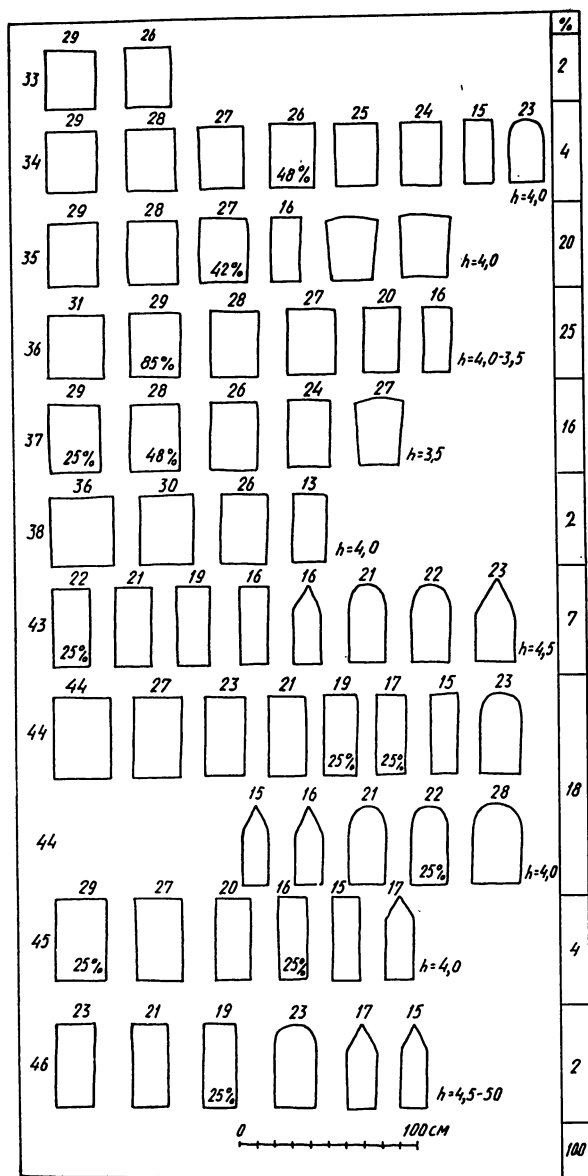 %
29 26
33 2
29 28 27 26 25 24 15 23
34 48% 4
h=4,0
29 28 27 16
35 42% h=4,0 20
31 29 28 27 20 16
36 85% h=4,0-3,5 25
29 28 26 24 27
37 25% 48% h=3,5 16
36 30 26 13
38 h=4,0 2
22 21 19 16 16 21 22 23
43 25% h=4,5 7
44 27 23 21 19 17 15 23
44 25% 25%
18
15 16 21 22 28
44 25% h=4,0
29 27 20 16 15 17
45 25% 25% h=4,0 4
23 21 19 23 17 15
46 25% h=4,5-50 2
0 100 СМ
100